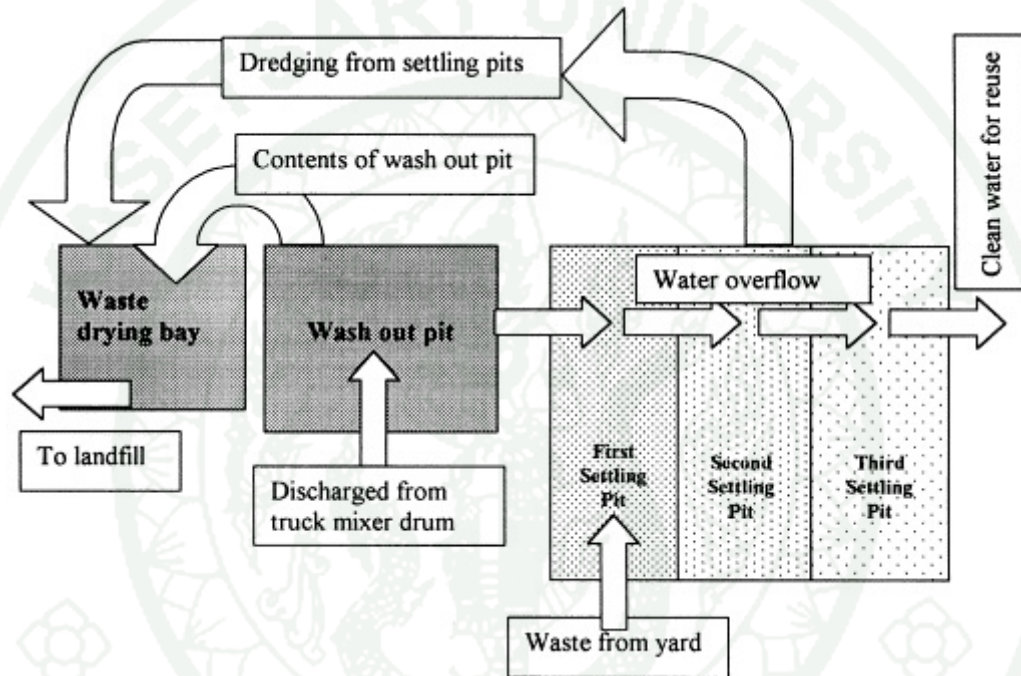 Dredging from settling pits
Clean water for reuse
Contents of wash out pit
Waste
drying bay
Wash out pit
Water overflow
To landfill
Discharged from
truck mixer drum
First
Settling
Pit
Second
Settling
Pit
Third
Settling
Pit
Waste from yard